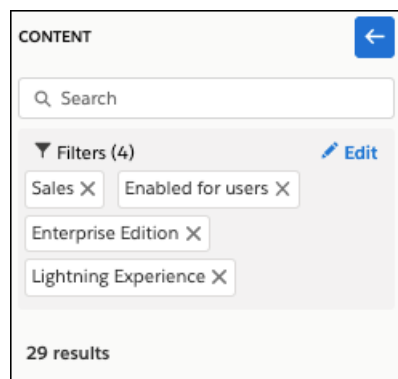 CONTENT
Search
Filters (4)
Edit
Sales
Enabled for users
Enterprise Edition
Lightning Experience
29 results